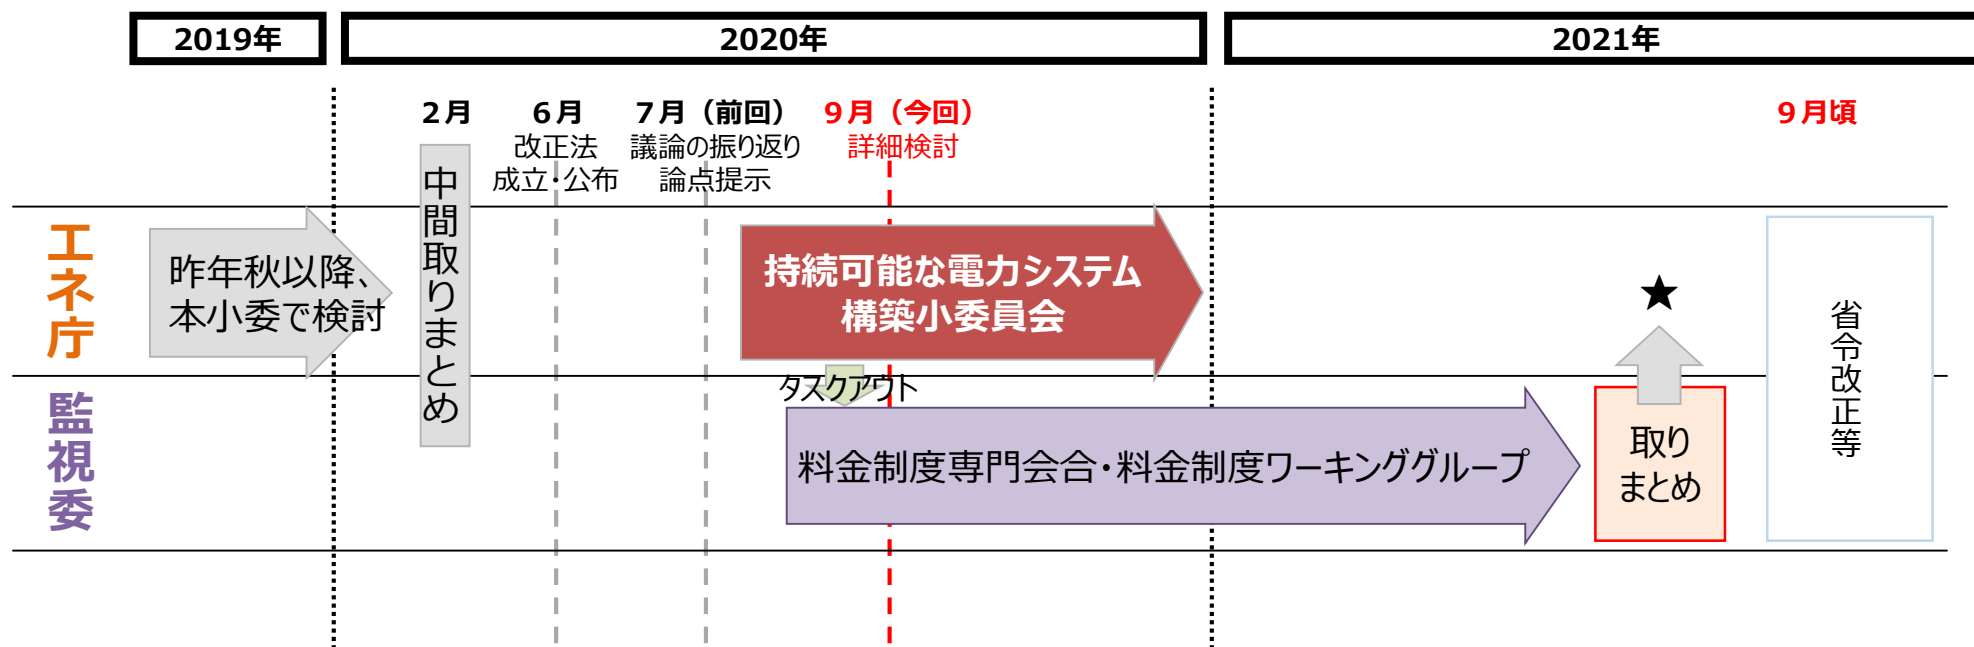 2019年
2020年
2021年
２月
６月
改正法
成立・公布
７月（前回）
議論の振り返り
論点提示
９月（今回）
詳細検討
９月頃
エネ庁
昨年秋以降、
本小委で検討
中間取りまとめ
持続可能な電力システム
構築小委員会
★
省令改正等
監視委
タスクアウト
料金制度専門会合・料金制度ワーキンググループ
取り
まとめ